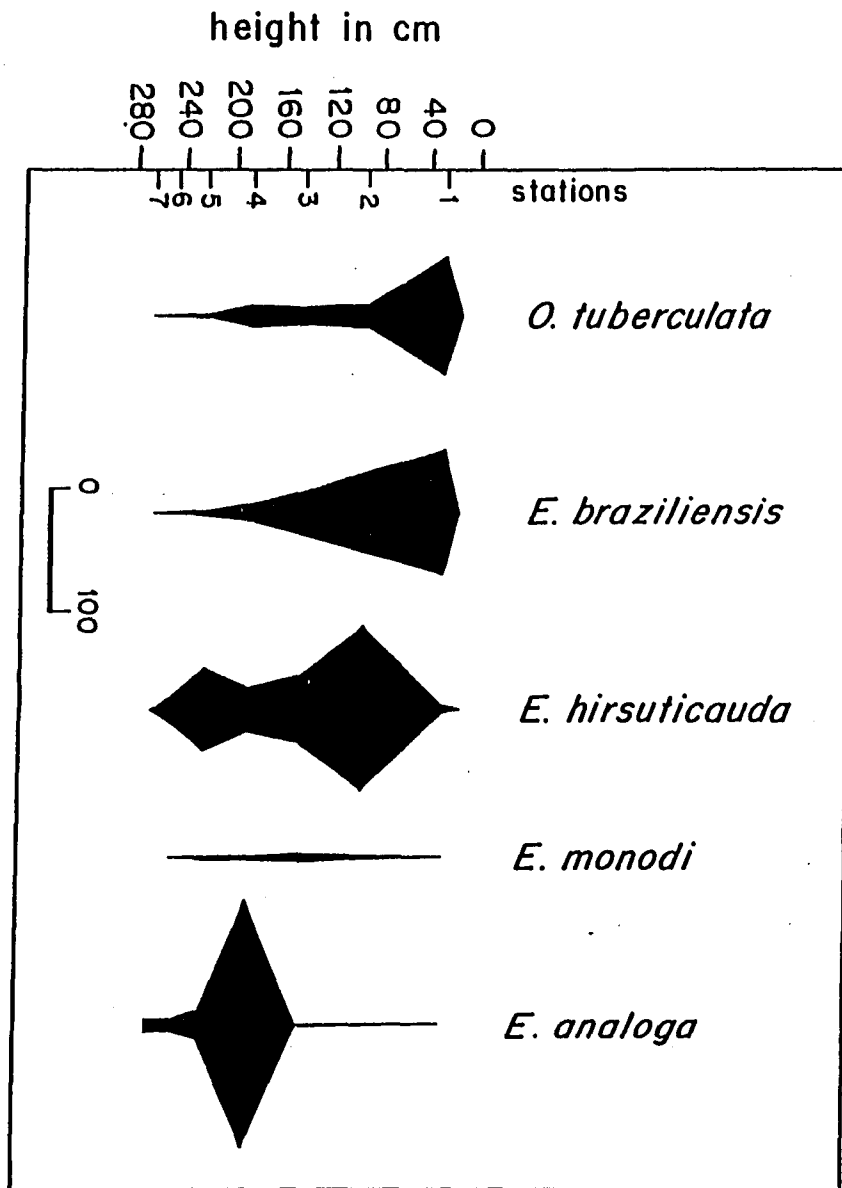 height in cm
280 240 200 160 120 80 40 0
7 6 5 4 3 2 1 stations
O. tuberculata
0
E. braziliensis
100
E. hirsuticauda
E. monodi
E. analoga